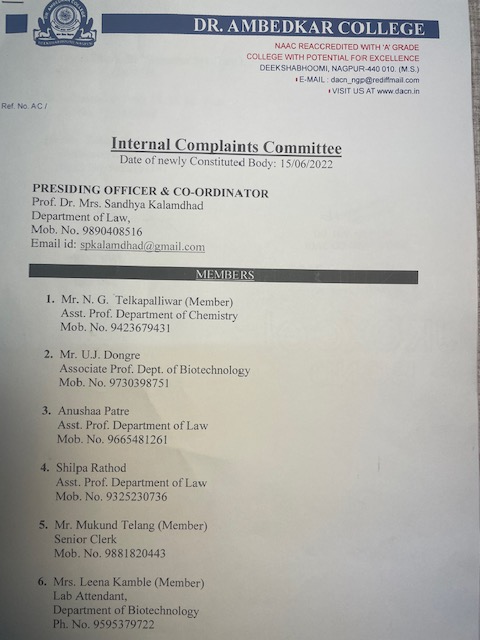 DR. AMBEDKAR COLLEGE
NAAC REACCREDITED WITH 'A' GRADE
COLLEGE WITH POTENTIAL FOR EXCELLENCE
DEEKSHABHOOMI, NAGPUR-440 010. (M.S.)
E-MAIL : dacn_ngp@rediffmail.com
VISIT US AT www.dacn.in
Ref. No. AC /
Internal Complaints Committee
Date of newly Constituted Body: 15/06/2022
PRESIDING OFFICER & CO-ORDINATOR
Prof. Dr. Mrs. Sandhya Kalamdhad
Department of Law,
Mob. No. 9890408516
Email id: spkalamdhad@gmail.com
MEMBERS
1. Mr. N. G. Telkapalliwar (Member)
Asst. Prof. Department of Chemistry
Mob. No. 9423679431
2. Mr. U.J. Dongre
Associate Prof. Dept. of Biotechnology
Mob. No. 9730398751
3. Anushaa Patre
Asst. Prof. Department of Law
Mob. No. 9665481261
4. Shilpa Rathod
Asst. Prof. Department of Law
Mob. No. 9325230736
5. Mr. Mukund Telang (Member)
Senior Clerk
Mob. No. 9881820443
6. Mrs. Leena Kamble (Member)
Lab Attendant,
Department of Biotechnology
Ph. No. 9595379722